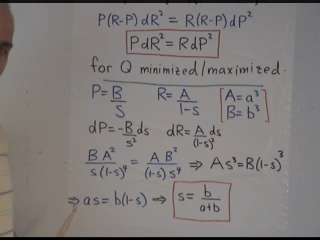 P(R-P)dR² = R(R-P)dP²
PdR² = RdP²
for Q minimized/maximized.
P = B/S R = A/(1-s) [A = a³ B = b³]
dP = -B/s² ds dR = A/(1-s)² ds
BA²/(s(1-s)⁴) = AB²/((1-s)s⁴) ⇒ As³ = B(1-s)³
⇒ as = b(1-s) ⇒ s = b/(a+b)